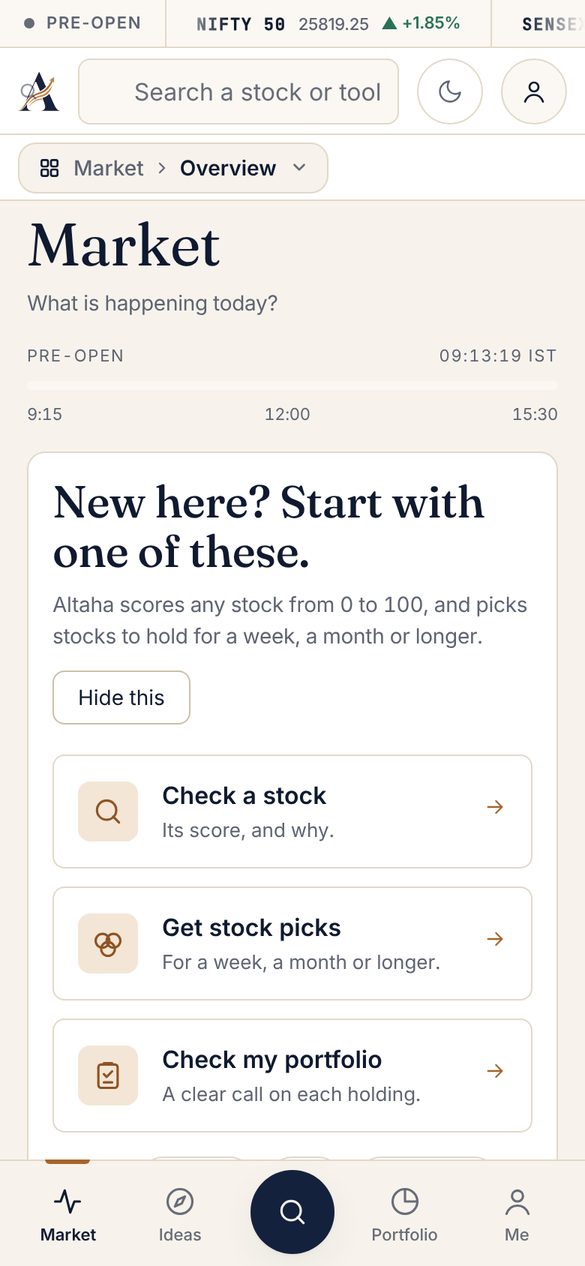 PRE-OPEN NIFTY 50 25819.25 ▲ +1.85% SENSEX
Search a stock or tool
Market > Overview
Market
What is happening today?
PRE-OPEN 09:13:19 IST
9:15 12:00 15:30
New here? Start with
one of these.
Altaha scores any stock from 0 to 100, and picks
stocks to hold for a week, a month or longer.
Hide this
Check a stock
Its score, and why.
Get stock picks
For a week, a month or longer.
Check my portfolio
A clear call on each holding.
Market Ideas Portfolio Me